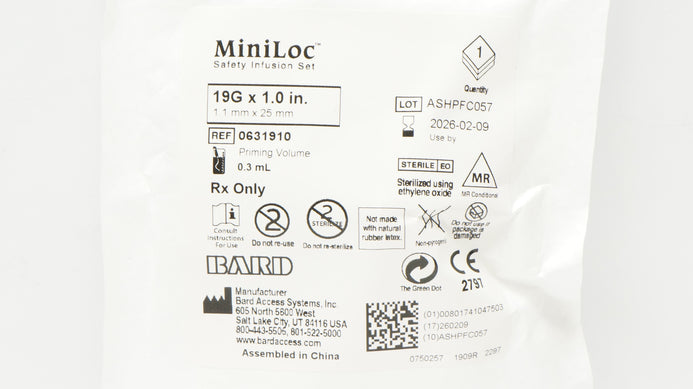 MiniLoc™
Safety Infusion Set
1
Quantity
19G x 1.0 in.
1.1 mm x 25 mm
LOT ASHPFC057
2026-02-09
Use by
REF 0631910
Priming Volume
0.3 mL
STERILE EO
Sterilized using
ethylene oxide
MR
MR Conditional
Rx Only
i
Consult
Instructions
For Use
2
Do not re-use
2
STERILIZE
Do not re-sterilize
Not made
with natural
rubber latex.
Non-pyrogenic
Do not use if
package is
damaged
BARD
The Green Dot
CE
2797
Manufacturer
Bard Access Systems, Inc.
605 North 5600 West
Salt Lake City, UT 84116 USA
800-443-5505, 801-522-5000
www.bardaccess.com
Assembled in China
(01)00801741047503
(17)260209
(10)ASHPFC057
0750257 1909R 2297